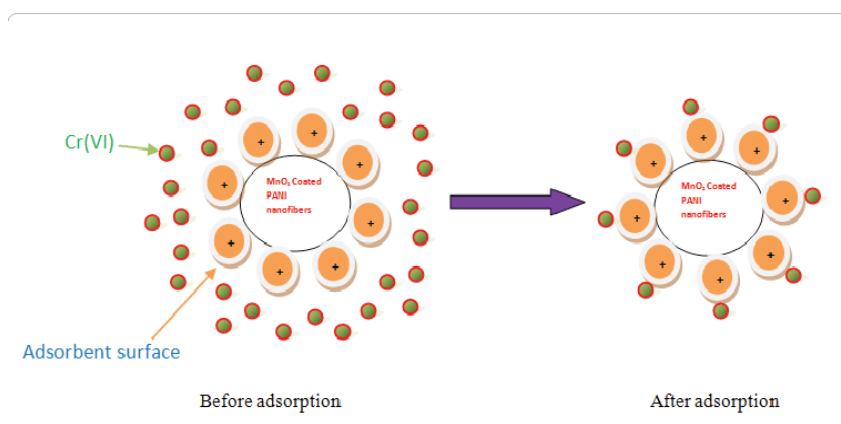 Cr(VI)
+
+
+
+
+
+
+
+
MnO₂ Coated
PANI
nanofibers
Adsorbent surface
Before adsorption
+
+
+
+
+
+
+
+
MnO₂ Coated
PANI
nanofibers
After adsorption